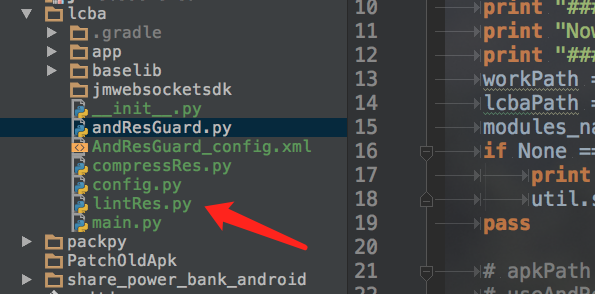 lcba
.gradle
app
baselib
jmwebsocketsdk
__init__.py
andResGuard.py
AndResGuard_config.xml
compressRes.py
config.py
lintRes.py
main.py
packpy
PatchOldApk
share_power_bank_android
10 print "###
11 print "Now
12 print "###
13 workPath =
14 lcbaPath =
15 modules_na
16 if None ==
17 print
18 util.s
19 pass
20
21 # apkPath
22